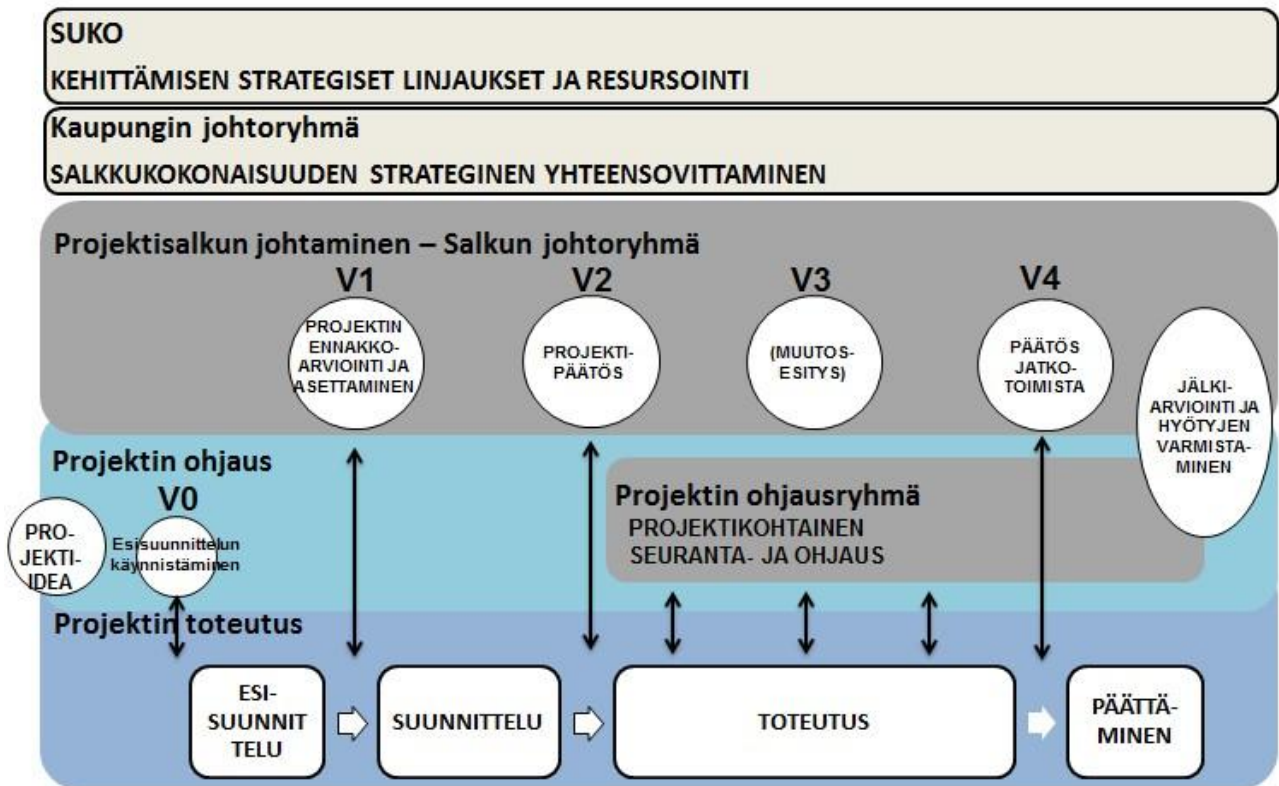 SUKO
KEHITTÄMISEN STRATEGISET LINJAUKSET JA RESURSOINTI
Kaupungin johtoryhmä
SALKKUKOKONAISUUDEN STRATEGINEN YHTEENSOVITTAMINEN
Projektisalkun johtaminen – Salkun johtoryhmä
V1
PROJEKTIN
ENNAKKO-
ARVIOINTI JA
ASETTAMINEN
V2
PROJEKTI-
PÄÄTÖS
V3
(MUUTOS-
ESITYS)
V4
PÄÄTÖS
JATKO-
TOIMISTA
JÄLKI-
ARVIOINTI JA
HYÖTYJEN
VARMISTA-
MINEN
Projektin ohjaus
V0
PRO-
JEKTI-
IDEA
Esisuunnittelun
käynnistäminen
Projektin ohjausryhmä
PROJEKTIKOHTAINEN
SEURANTA- JA OHJAUS
Projektin toteutus
ESI-
SUUNNIT
TELU
SUUNNITTELU
TOTEUTUS
PÄÄTTÄ-
MINEN